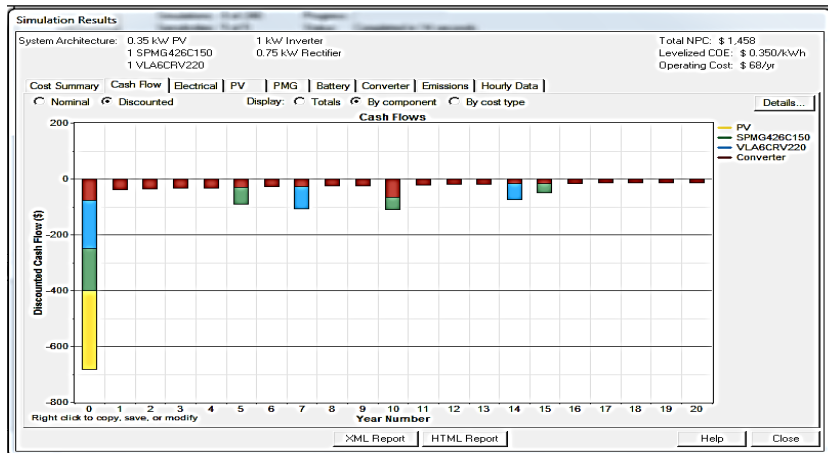 Simulation Results
System Architecture: 0.35 kW PV 1 kW Inverter Total NPC: $ 1,458
1 SPMG426C150 0.75 kW Rectifier Levelized COE: $ 0.350/kWh
1 VLA6CRV220 Operating Cost: $ 68/yr
Cost Summary Cash Flow Electrical PV PMG Battery Converter Emissions Hourly Data
Nominal Discounted Display: Totals By component By cost type Details...
Cash Flows
200
0
-200
-400
-600
-800
Discounted Cash Flow ($)
PV
SPMG426C150
VLA6CRV220
Converter
0 1 2 3 4 5 6 7 8 9 10 11 12 13 14 15 16 17 18 19 20
Right click to copy, save, or modify Year Number
XML Report HTML Report Help Close